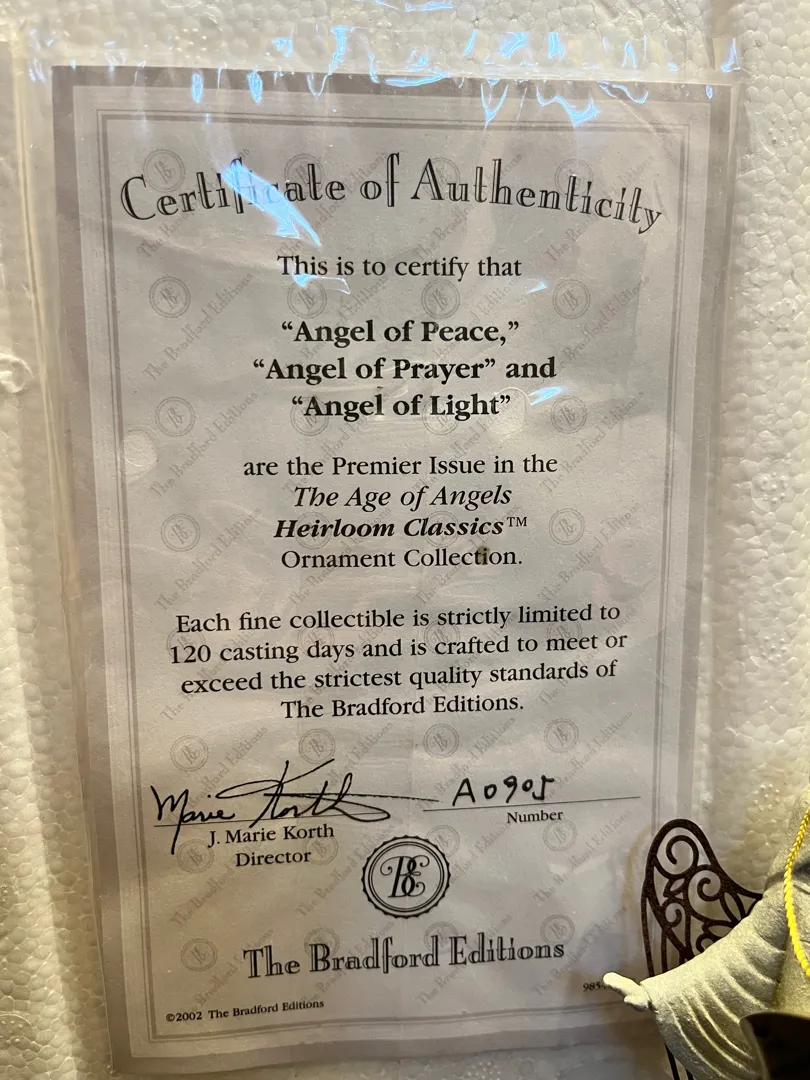 Certificate of Authenticity
This is to certify that
“Angel of Peace,”
“Angel of Prayer” and
“Angel of Light”
are the Premier Issue in the
The Age of Angels
Heirloom Classics™
Ornament Collection.
Each fine collectible is strictly limited to
120 casting days and is crafted to meet or
exceed the strictest quality standards of
The Bradford Editions.
Marie Korth
A0905
J. Marie Korth
Number
Director
BE
The Bradford Editions
©2002 The Bradford Editions